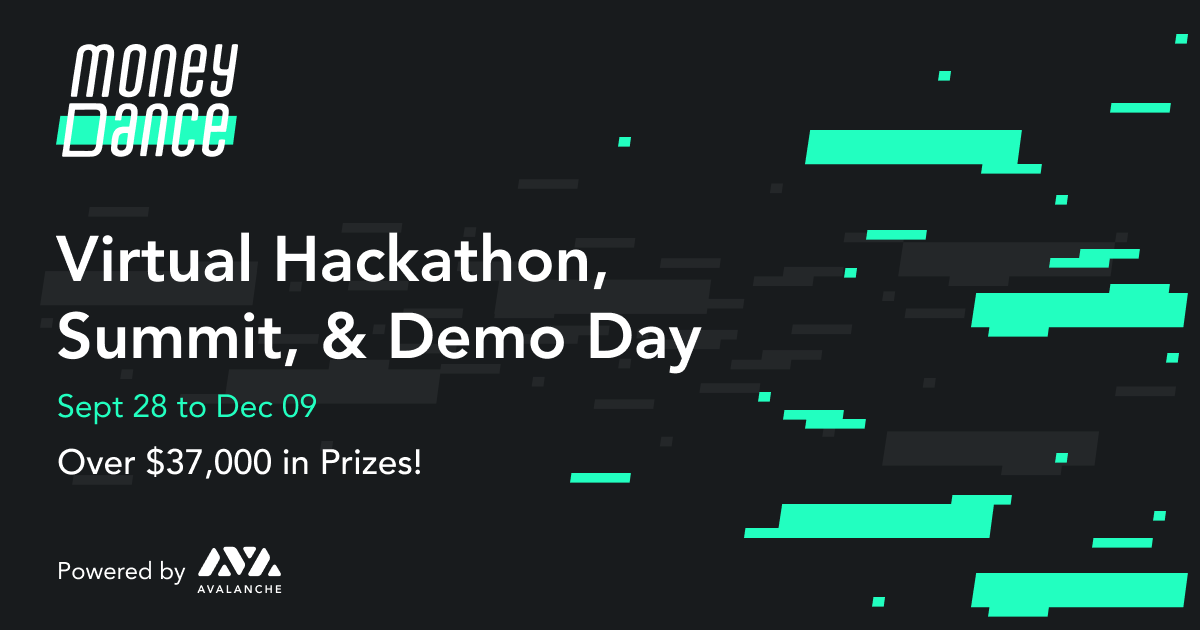 money
Dance
Virtual Hackathon,
Summit, & Demo Day
Sept 28 to Dec 09
Over $37,000 in Prizes!
Powered by AVA
AVALANCHE